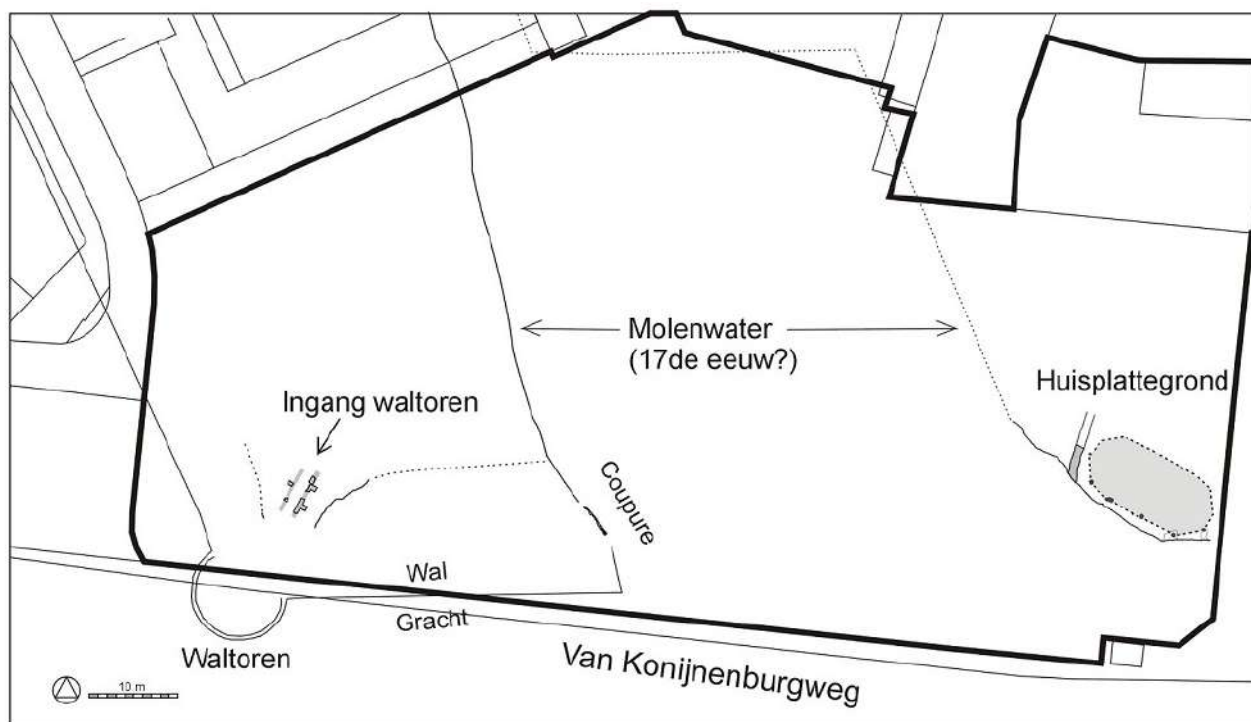 Molenwater
(17de eeuw?)
Huisplattegrond
Ingang waltoren
Coupure
Wal
Gracht
Waltoren
Van Konijnenburgweg
10 m